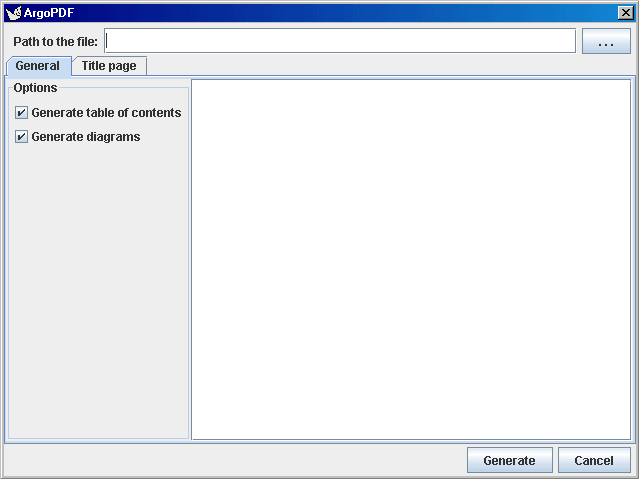 ArgoPDF
Path to the file:
...
General
Title page
Options
Generate table of contents
Generate diagrams
Generate
Cancel